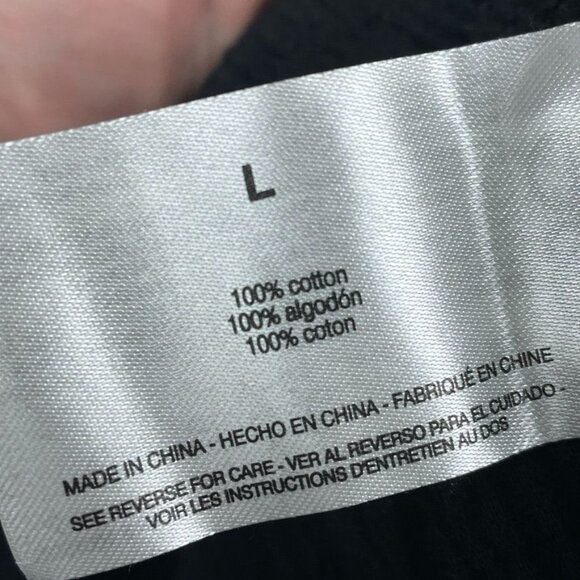 L
100% cotton
100% algodón
100% coton
MADE IN CHINA - HECHO EN CHINA - FABRIQUÉ EN CHINE
SEE REVERSE FOR CARE - VER AL REVERSO PARA EL CUIDADO -
VOIR LES INSTRUCTIONS D'ENTRETIEN AU DOS